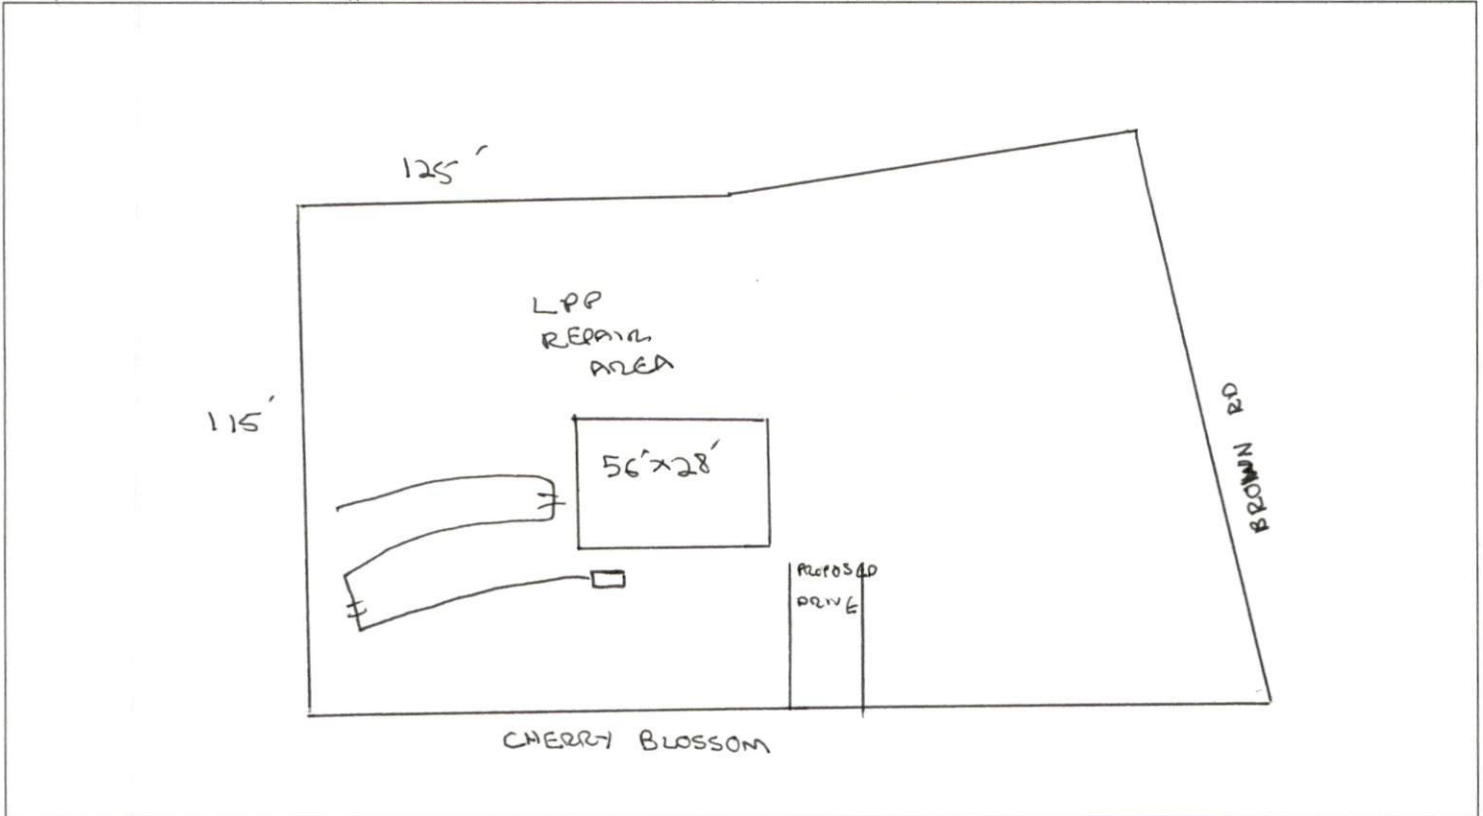 125'
LPP
REPAIR
AREA
115'
56'x28'
BROWN RD
PROPOSED
DRIVE
CHERRY BLOSSOM